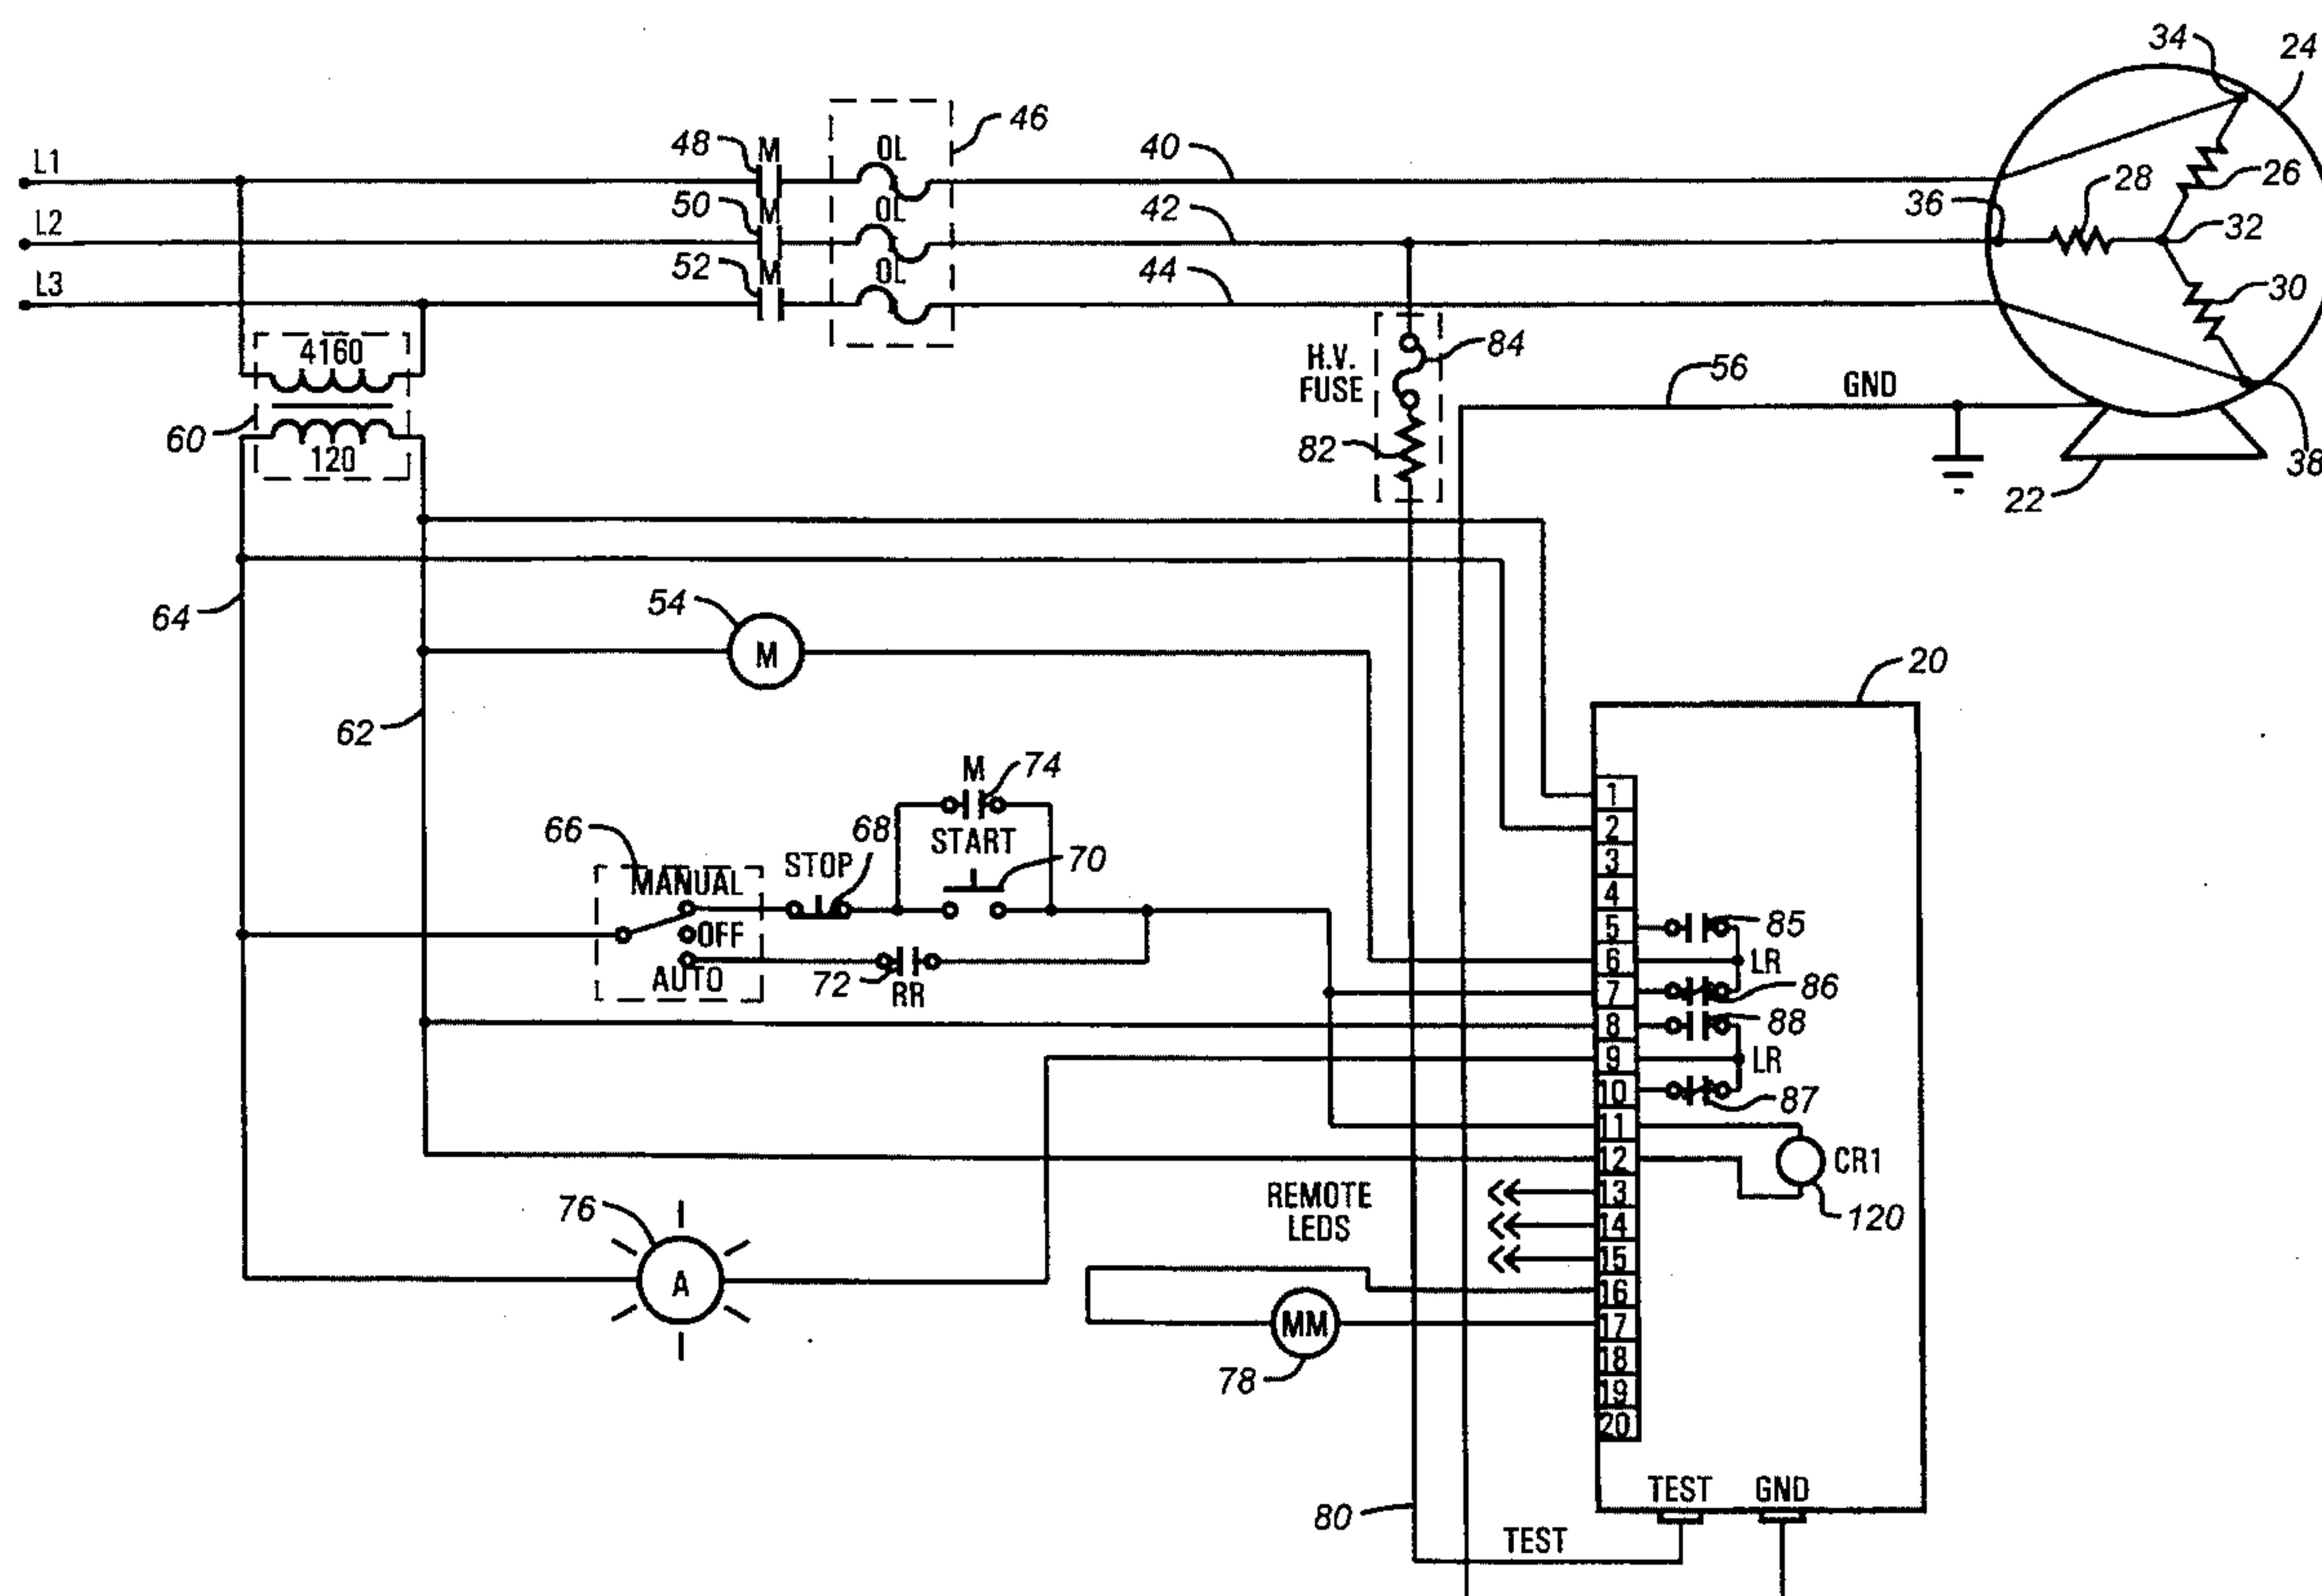 34
24
46
48 M OL
40
L1
28
26
50 M OL
42
36
L2
32
52 M OL
44
L3
30
4160
H.V.
FUSE
84
56
GND
60
82
120
38
22
64
54
M
20
62
M 74
66
68
START
STOP
70
MANUAL
OFF
AUTO
72 RR
1
2
3
4
5 85
6 LR
7 86
8 88
9 LR
10 87
11
12 CR1
13
120
14
15
16
17
18
19
20
REMOTE
LEDS
76
A
MM
78
TEST GND
80
TEST